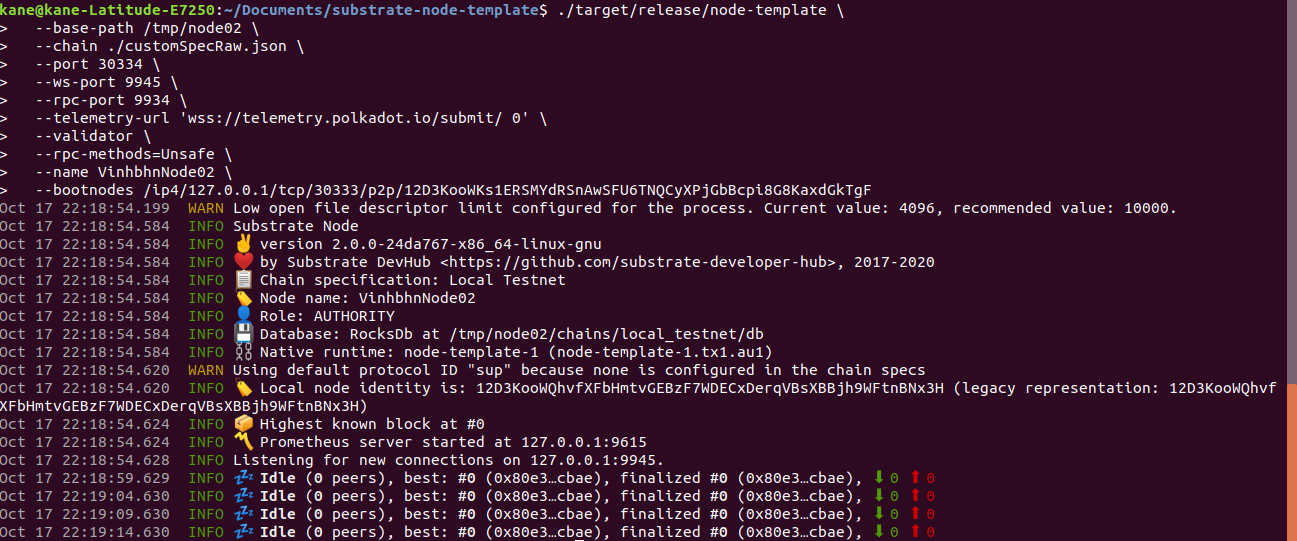 kane@kane-Latitude-E7250:~/Documents/substrate-node-template$ ./target/release/node-template \
>   --base-path /tmp/node02 \
>   --chain ./customSpecRaw.json \
>   --port 30334 \
>   --ws-port 9945 \
>   --rpc-port 9934 \
>   --telemetry-url 'wss://telemetry.polkadot.io/submit/ 0' \
>   --validator \
>   --rpc-methods=Unsafe \
>   --name VinhbhnNode02 \
>   --bootnodes /ip4/127.0.0.1/tcp/30333/p2p/12D3KooWKs1ERSMYdRSnAwSFU6TNQCyXPjGbBcpi8G8KaxdGkTgF
Oct 17 22:18:54.199  WARN Low open file descriptor limit configured for the process. Current value: 4096, recommended value: 10000.
Oct 17 22:18:54.584  INFO Substrate Node
Oct 17 22:18:54.584  INFO ✌️ version 2.0.0-24da767-x86_64-linux-gnu
Oct 17 22:18:54.584  INFO ❤️ by Substrate DevHub <https://github.com/substrate-developer-hub>, 2017-2020
Oct 17 22:18:54.584  INFO 📋 Chain specification: Local Testnet
Oct 17 22:18:54.584  INFO 🏷 Node name: VinhbhnNode02
Oct 17 22:18:54.584  INFO 👤 Role: AUTHORITY
Oct 17 22:18:54.584  INFO 💾 Database: RocksDb at /tmp/node02/chains/local_testnet/db
Oct 17 22:18:54.584  INFO ⛓ Native runtime: node-template-1 (node-template-1.tx1.au1)
Oct 17 22:18:54.620  WARN Using default protocol ID "sup" because none is configured in the chain specs
Oct 17 22:18:54.620  INFO 🏷 Local node identity is: 12D3KooWQhvfXFbHmtvGEBzF7WDECxDerqVBsXBBjh9WFtnBNx3H (legacy representation: 12D3KooWQhvf
XFbHmtvGEBzF7WDECxDerqVBsXBBjh9WFtnBNx3H)
Oct 17 22:18:54.624  INFO 📦 Highest known block at #0
Oct 17 22:18:54.624  INFO 〽️ Prometheus server started at 127.0.0.1:9615
Oct 17 22:18:54.628  INFO Listening for new connections on 127.0.0.1:9945.
Oct 17 22:18:59.629  INFO 💤 Idle (0 peers), best: #0 (0x80e3…cbae), finalized #0 (0x80e3…cbae), ⬇ 0 ⬆ 0
Oct 17 22:19:04.630  INFO 💤 Idle (0 peers), best: #0 (0x80e3…cbae), finalized #0 (0x80e3…cbae), ⬇ 0 ⬆ 0
Oct 17 22:19:09.630  INFO 💤 Idle (0 peers), best: #0 (0x80e3…cbae), finalized #0 (0x80e3…cbae), ⬇ 0 ⬆ 0
Oct 17 22:19:14.630  INFO 💤 Idle (0 peers), best: #0 (0x80e3…cbae), finalized #0 (0x80e3…cbae), ⬇ 0 ⬆ 0